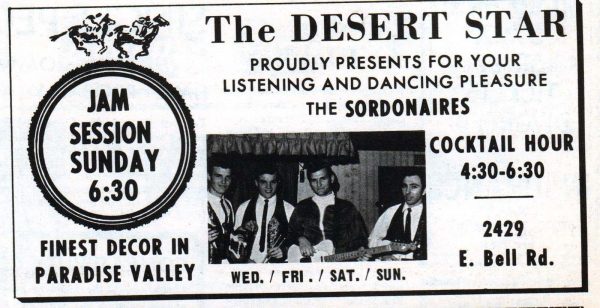 The DESERT STAR
PROUDLY PRESENTS FOR YOUR
LISTENING AND DANCING PLEASURE
THE SORDONAIRES
JAM
SESSION
SUNDAY
6:30
FINEST DECOR IN
PARADISE VALLEY
WED. / FRI. / SAT. / SUN.
COCKTAIL HOUR
4:30-6:30
2429
E. Bell Rd.